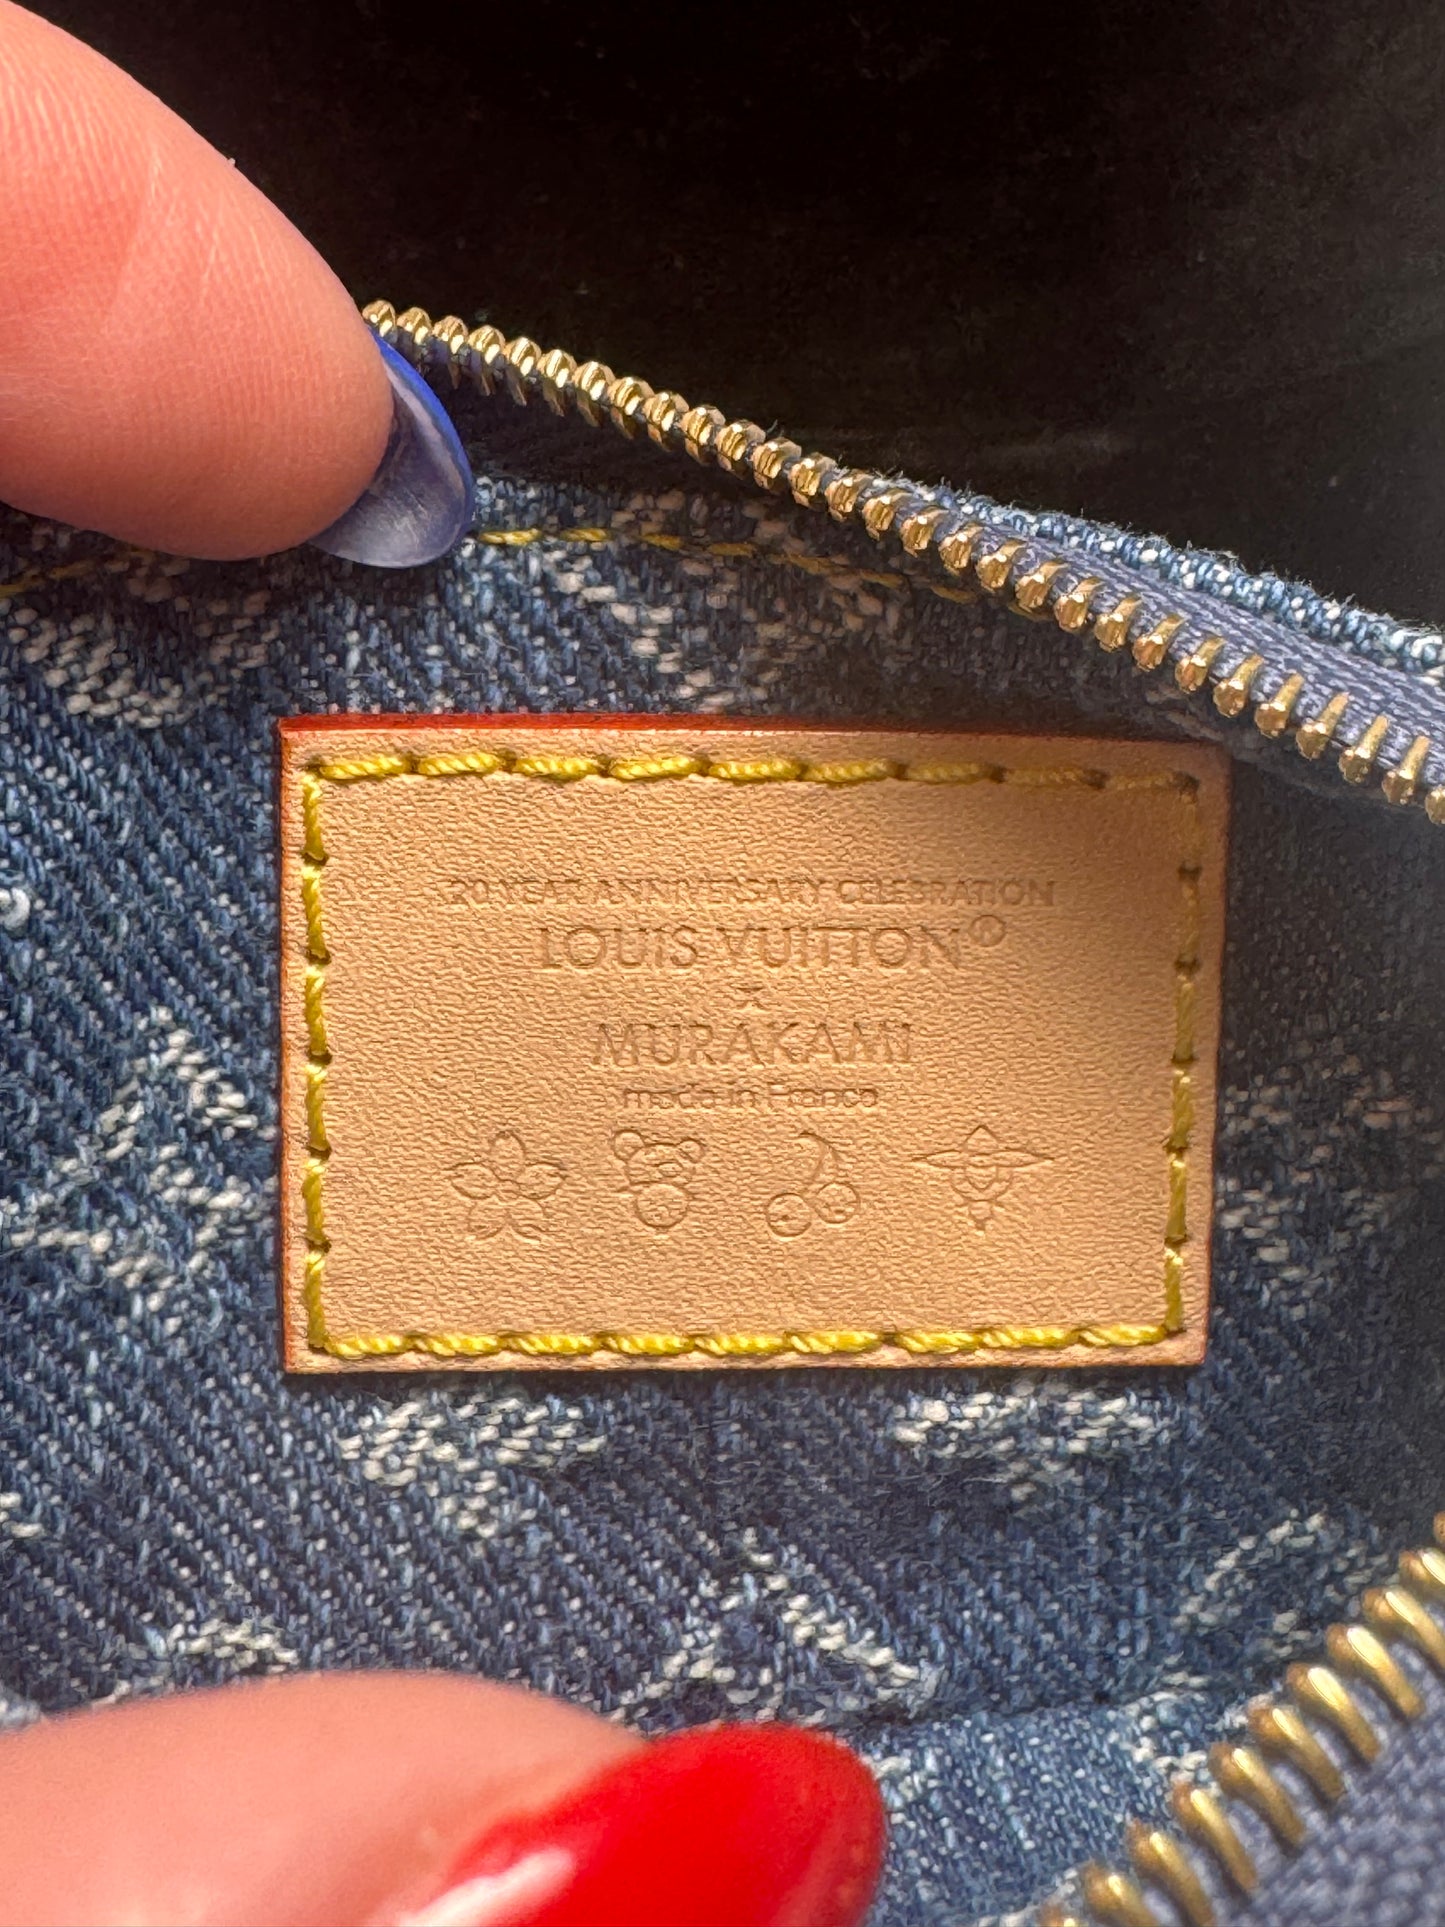 20 YEAR ANNIVERSARY CELEBRATION
LOUIS VUITTON®
x
MURAKAMI
made in France